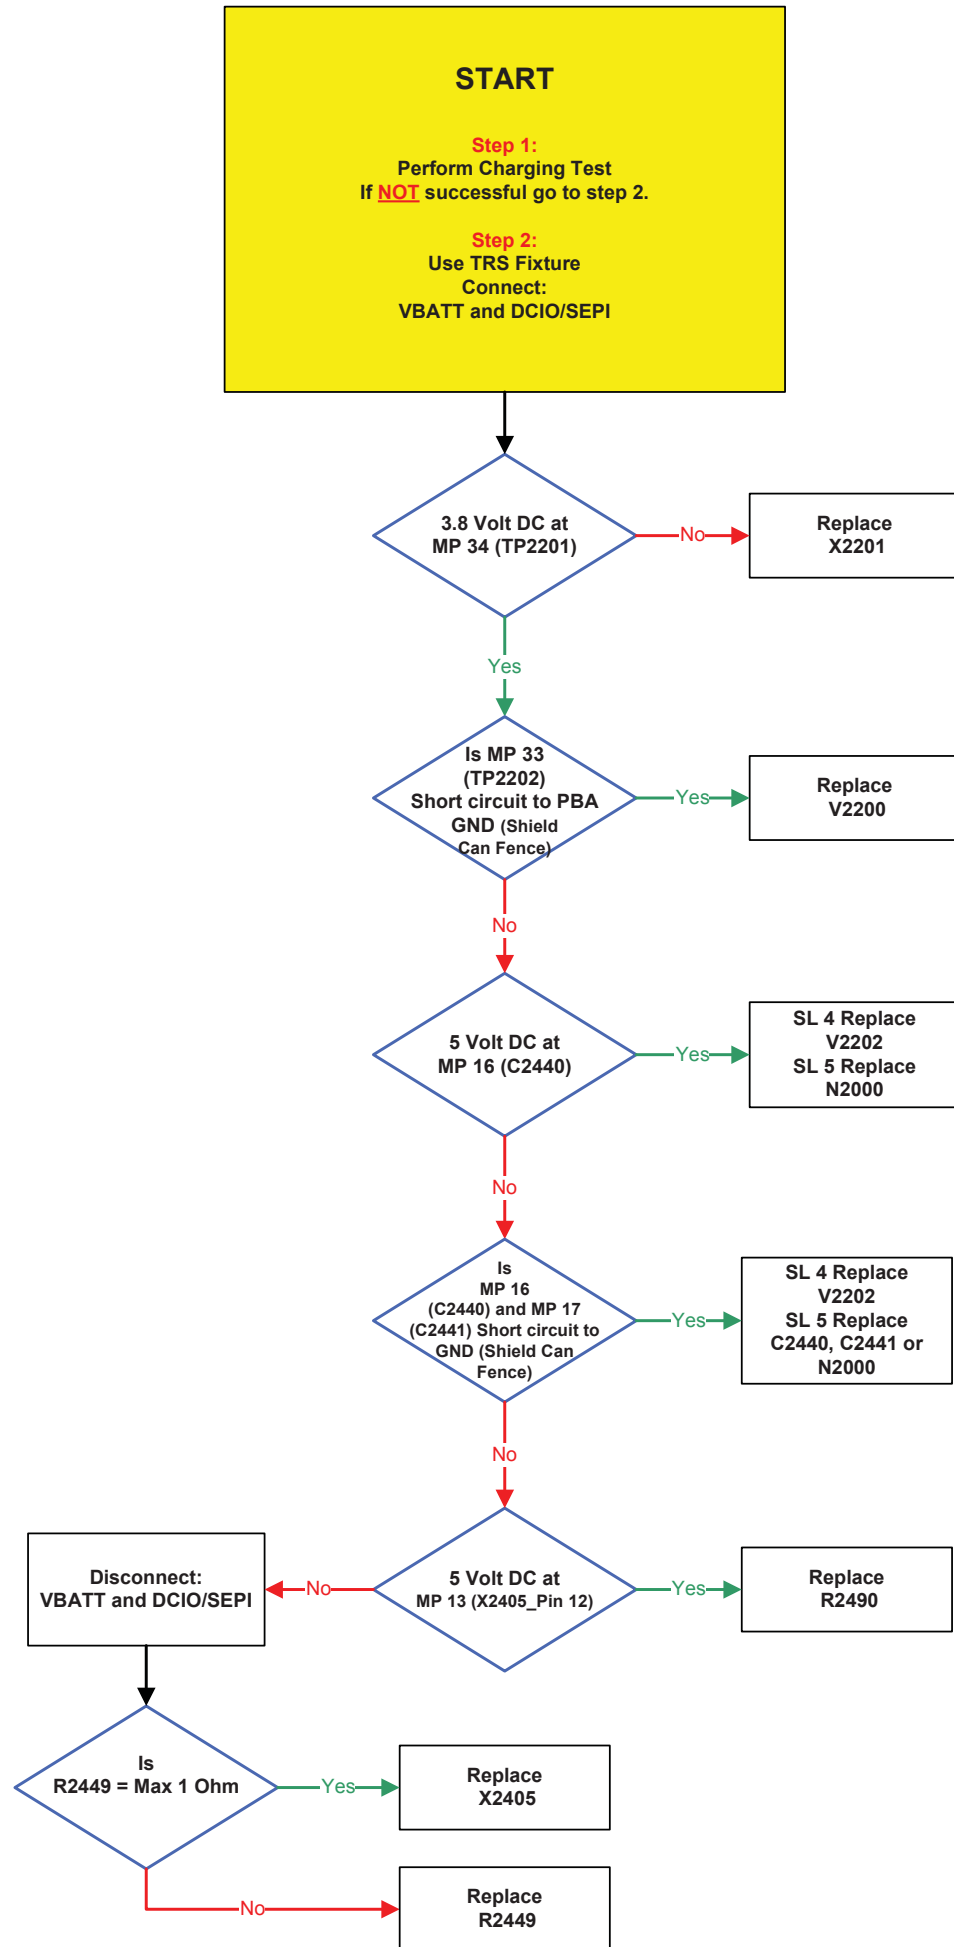 START
Step 1:
Perform Charging Test
If NOT successful go to step 2.
Step 2:
Use TRS Fixture
Connect:
VBATT and DCIO/SEPI
3.8 Volt DC at
MP 34 (TP2201)
No
Replace
X2201
Yes
Is MP 33
(TP2202)
Short circuit to PBA
GND (Shield
Can Fence)
Yes
Replace
V2200
No
5 Volt DC at
MP 16 (C2440)
Yes
SL 4 Replace
V2202
SL 5 Replace
N2000
No
Is
MP 16
(C2440) and MP 17
(C2441) Short circuit to
GND (Shield Can
Fence)
Yes
SL 4 Replace
V2202
SL 5 Replace
C2440, C2441 or
N2000
No
5 Volt DC at
MP 13 (X2405_Pin 12)
Yes
Replace
R2490
No
Disconnect:
VBATT and DCIO/SEPI
Is
R2449 = Max 1 Ohm
Yes
Replace
X2405
No
Replace
R2449